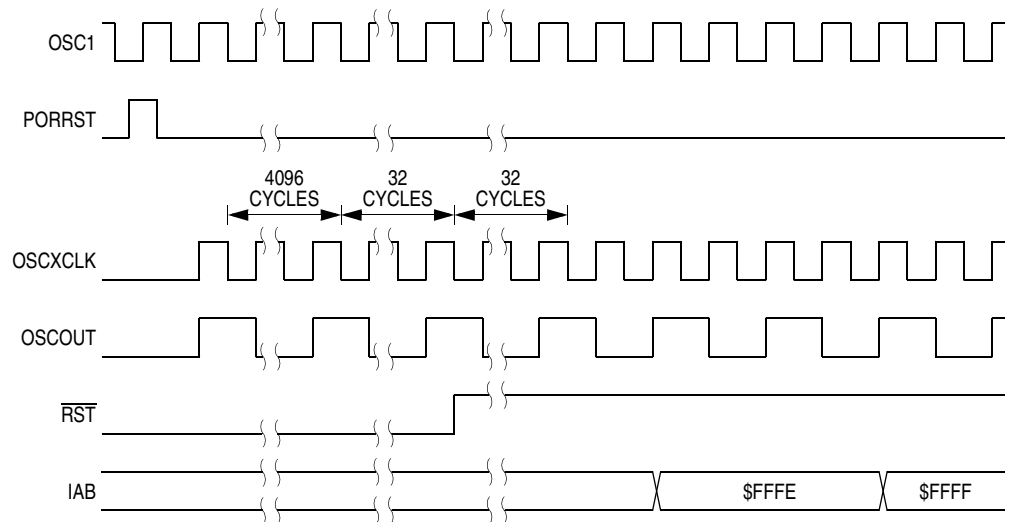 OSC1
PORRST
4096
CYCLES
32
CYCLES
32
CYCLES
OSCXCLK
OSCOUT
RST
IAB
$FFFE
$FFFF